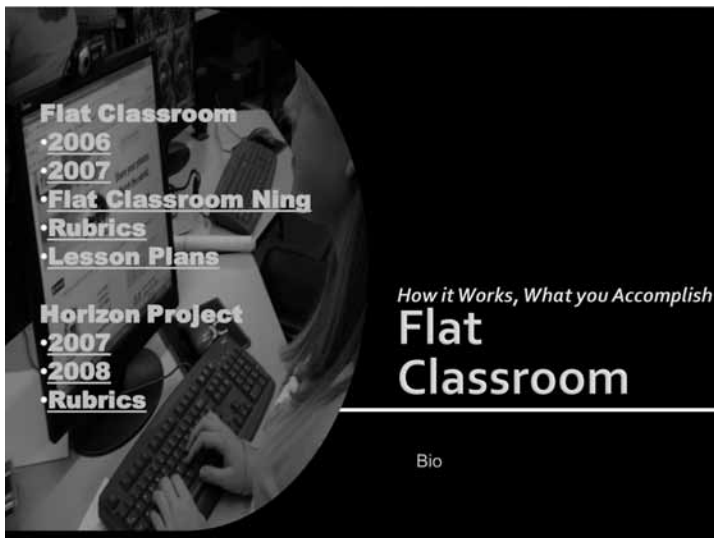 Flat Classroom
•2006
•2007
•Flat Classroom Ning
•Rubrics
•Lesson Plans
Horizon Project
•2007
•2008
•Rubrics
How it Works, What you Accomplish
Flat
Classroom
Bio